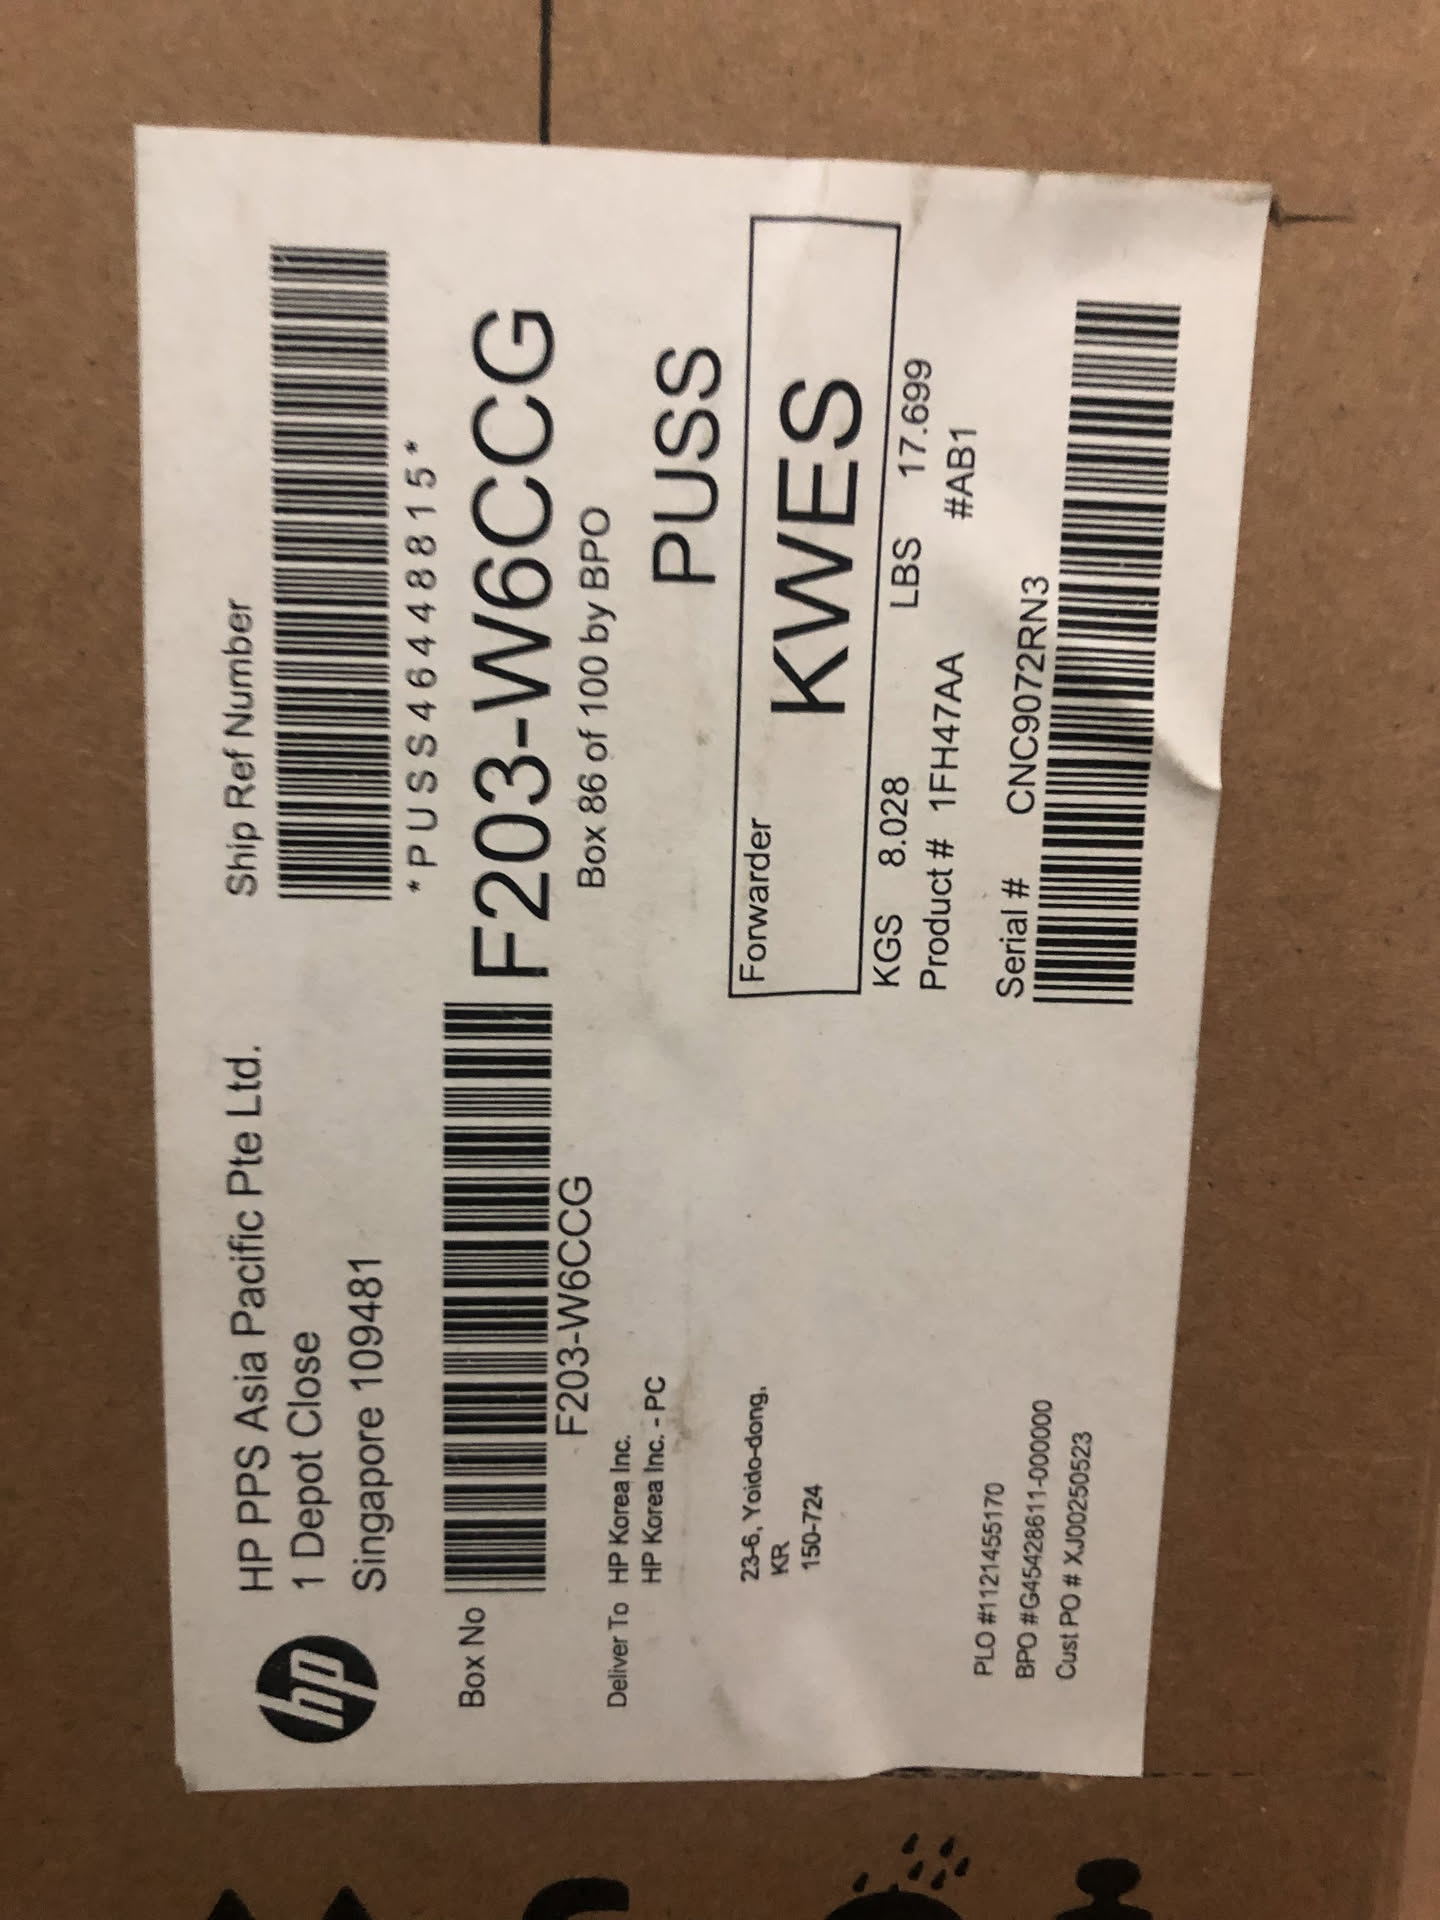 hp
HP PPS Asia Pacific Pte Ltd.
1 Depot Close
Singapore 109481
Ship Ref Number
*PUSS46448815*
Box No
F203-W6CCG
F203-W6CCG
Box 86 of 100 by BPO
Deliver To HP Korea Inc.
HP Korea Inc. - PC
23-6, Yoido-dong,
KR
150-724
PUSS
Forwarder
KWES
KGS 8.028 LBS 17.699
Product # 1FH47AA #AB1
Serial # CNC9072RN3
PLO #1121455170
BPO #G45428611-000000
Cust PO # XJ00250523